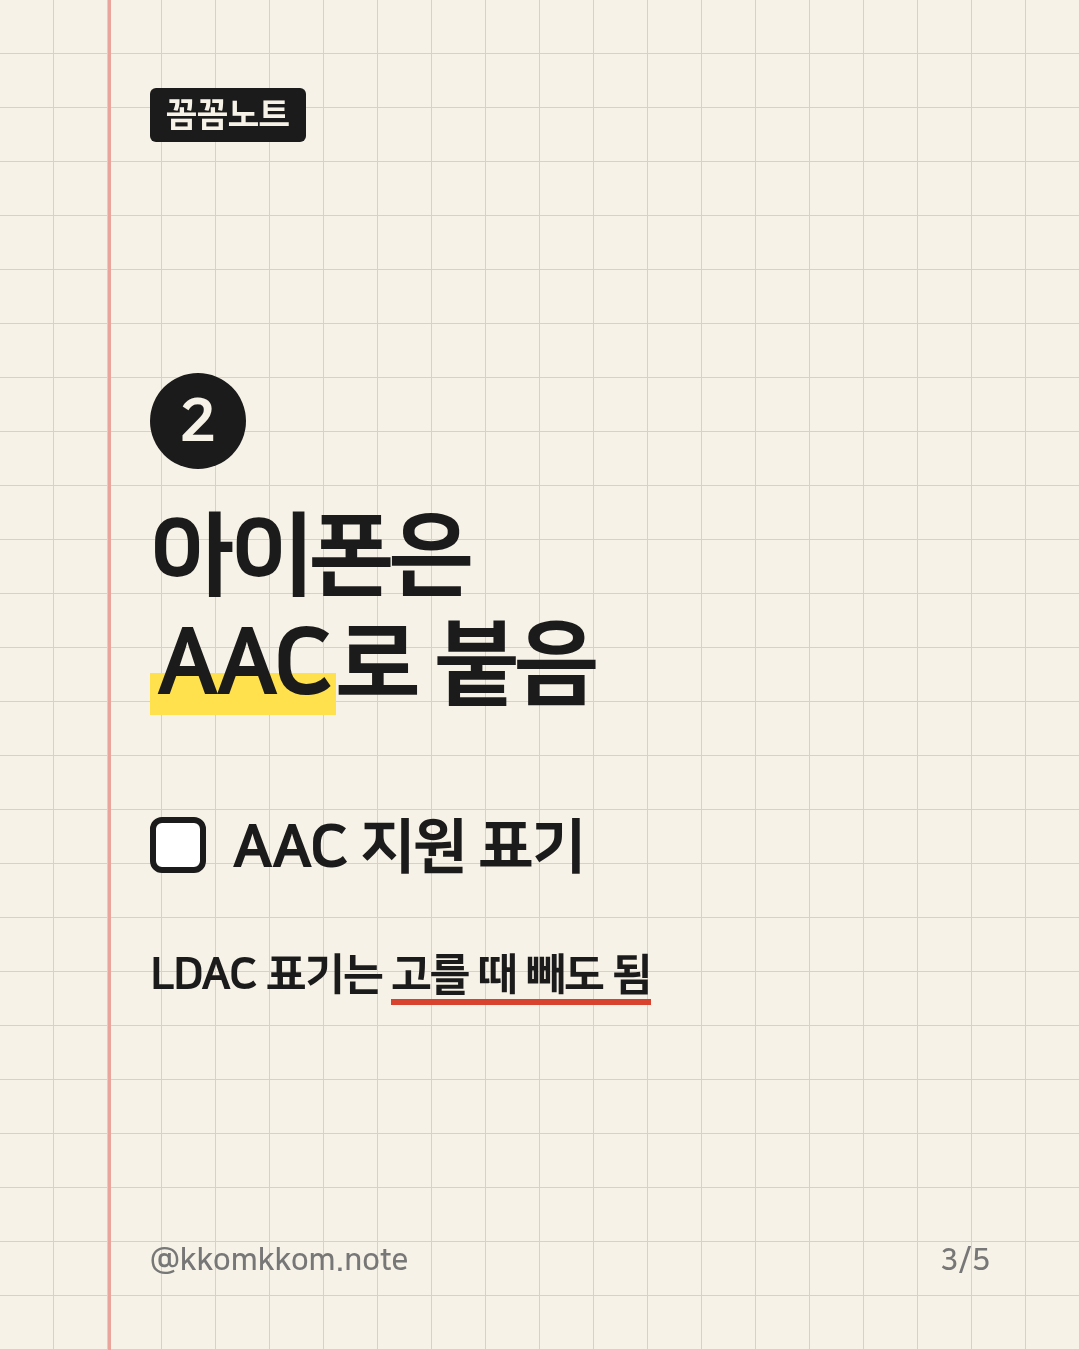 꼼꼼노트
2
아이폰은
AAC로 붙음
AAC 지원 표기
LDAC 표기는 고를 때 빼도 됨
@kkomkkom.note
3/5